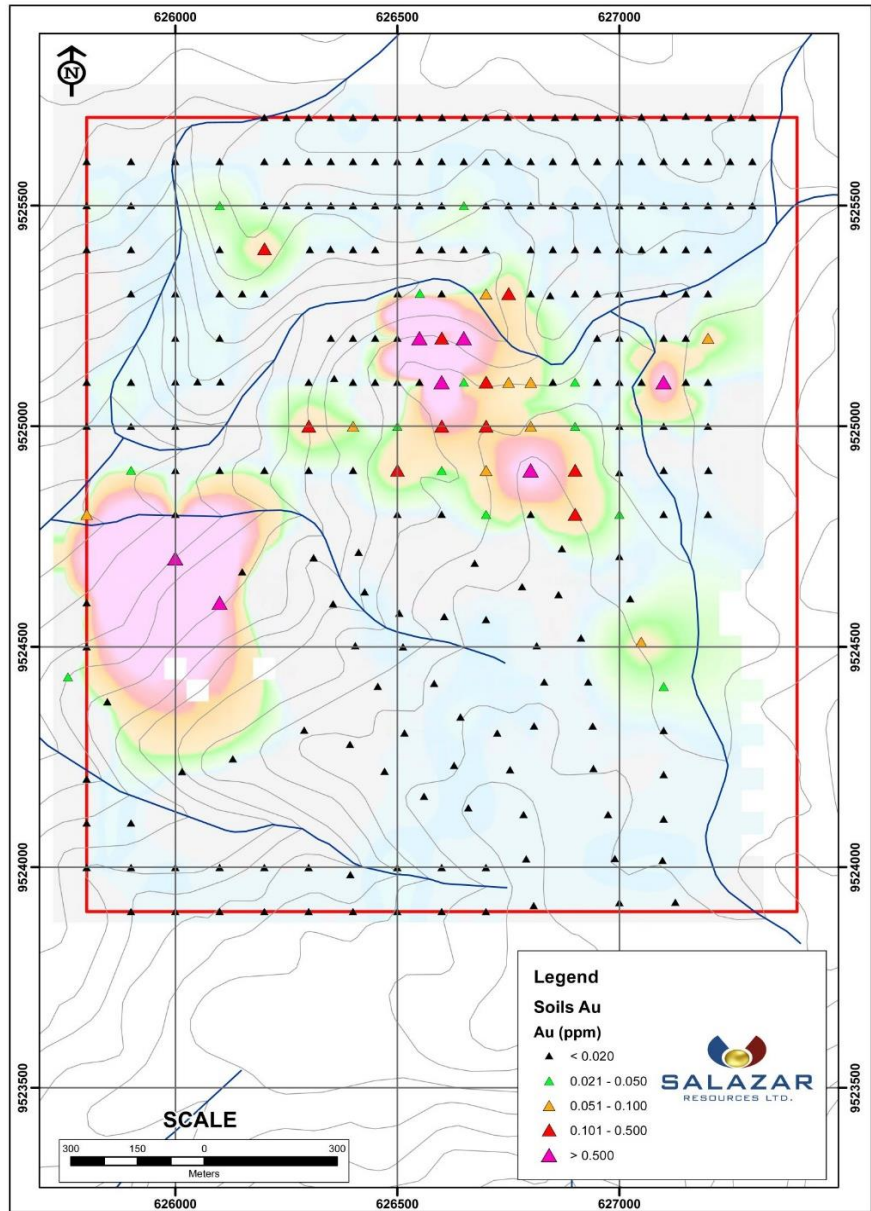 626000 626500 627000
N
9525500 9525500
9525000 9525000
9524500 9524500
9524000 9524000
9523500 9523500
Legend
Soils Au
Au (ppm)
< 0.020
0.021 - 0.050
0.051 - 0.100
0.101 - 0.500
> 0.500
SALAZAR
RESOURCES LTD.
SCALE
300 150 0 300
Meters
626000 626500 627000